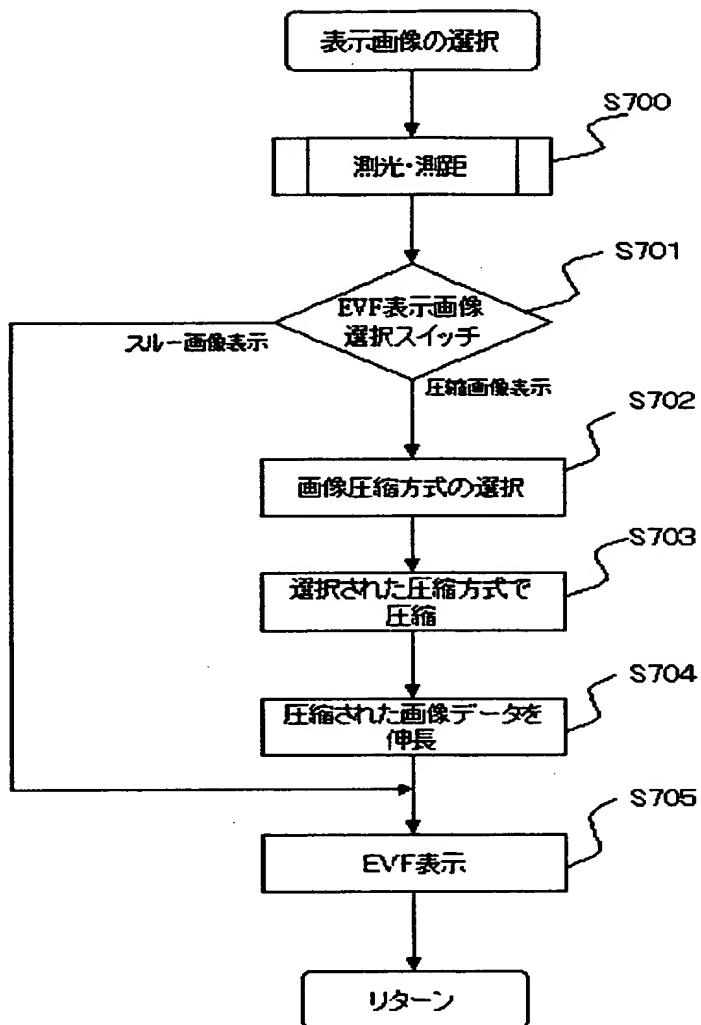 表示画像の選択
S700
測光・測距
S701
EVF表示画像
選択スイッチ
スルー画像表示
圧縮画像表示
S702
画像圧縮方式の選択
S703
選択された圧縮方式で
圧縮
S704
圧縮された画像データを
伸長
S705
EVF表示
リターン